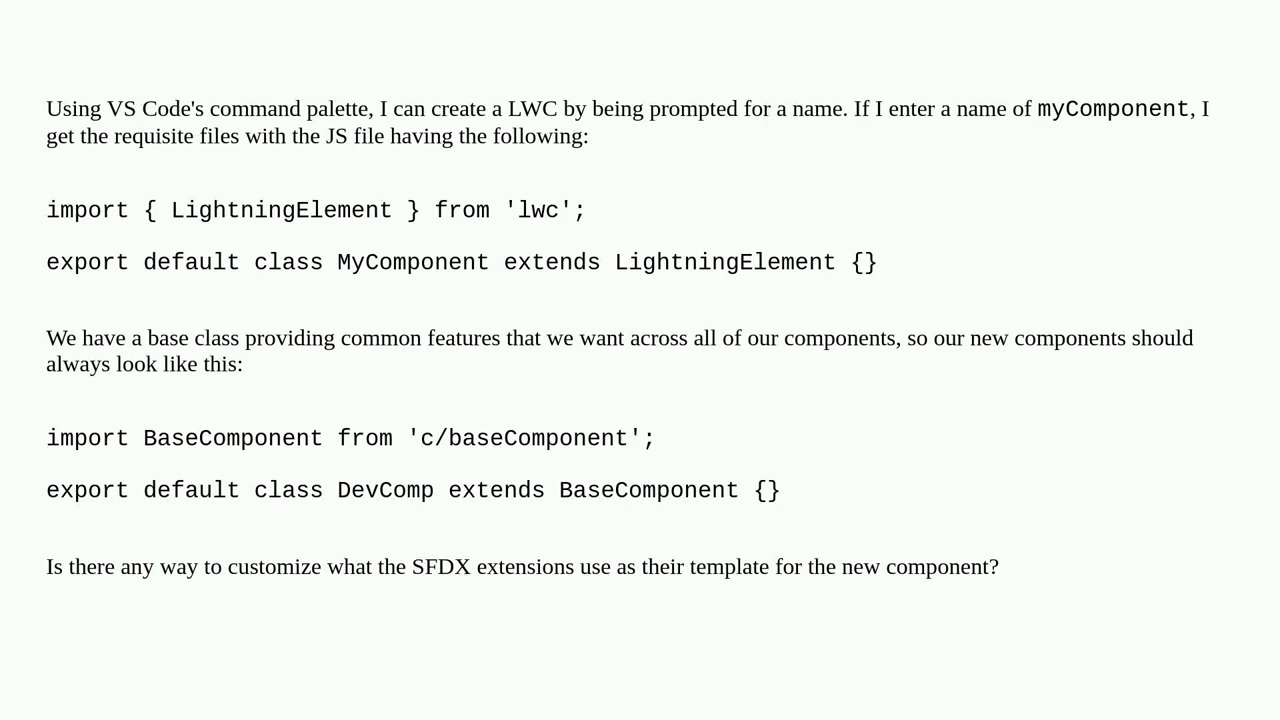 Using VS Code's command palette, I can create a LWC by being prompted for a name. If I enter a name of myComponent, I
get the requisite files with the JS file having the following:
import { LightningElement } from 'lwc';
export default class MyComponent extends LightningElement {}
We have a base class providing common features that we want across all of our components, so our new components should
always look like this:
import BaseComponent from 'c/baseComponent';
export default class DevComp extends BaseComponent {}
Is there any way to customize what the SFDX extensions use as their template for the new component?